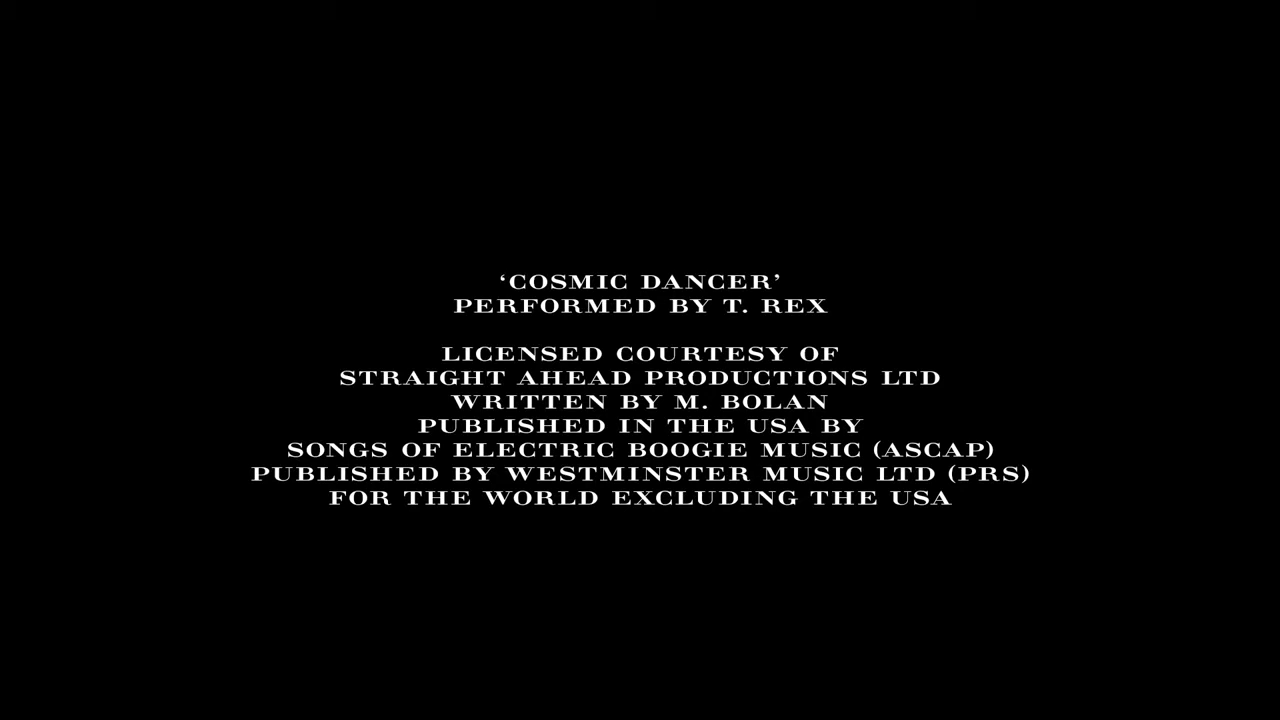 ‘COSMIC DANCER’
PERFORMED BY T. REX
LICENSED COURTESY OF
STRAIGHT AHEAD PRODUCTIONS LTD
WRITTEN BY M. BOLAN
PUBLISHED IN THE USA BY
SONGS OF ELECTRIC BOOGIE MUSIC (ASCAP)
PUBLISHED BY WESTMINSTER MUSIC LTD (PRS)
FOR THE WORLD EXCLUDING THE USA